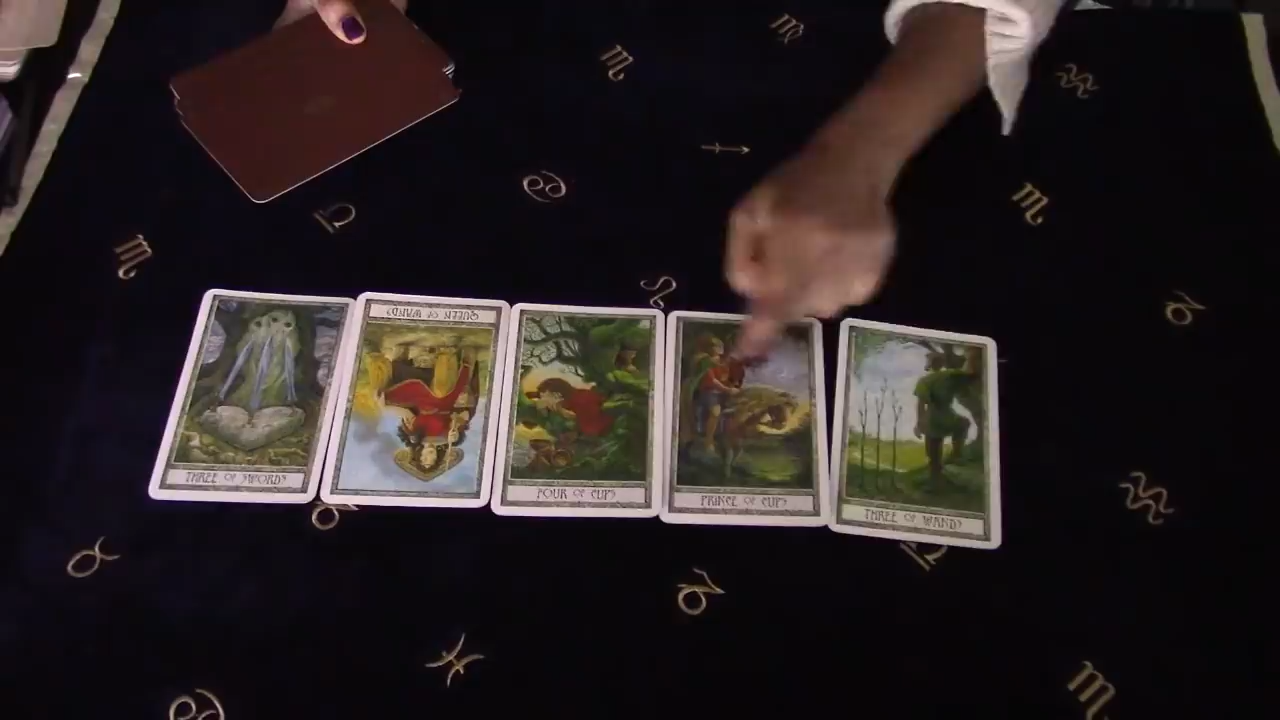 THREE OF SWORDS
QUEEN OF WANDS
FOUR OF CUPS
PRINCE OF CUPS
THREE OF WANDS